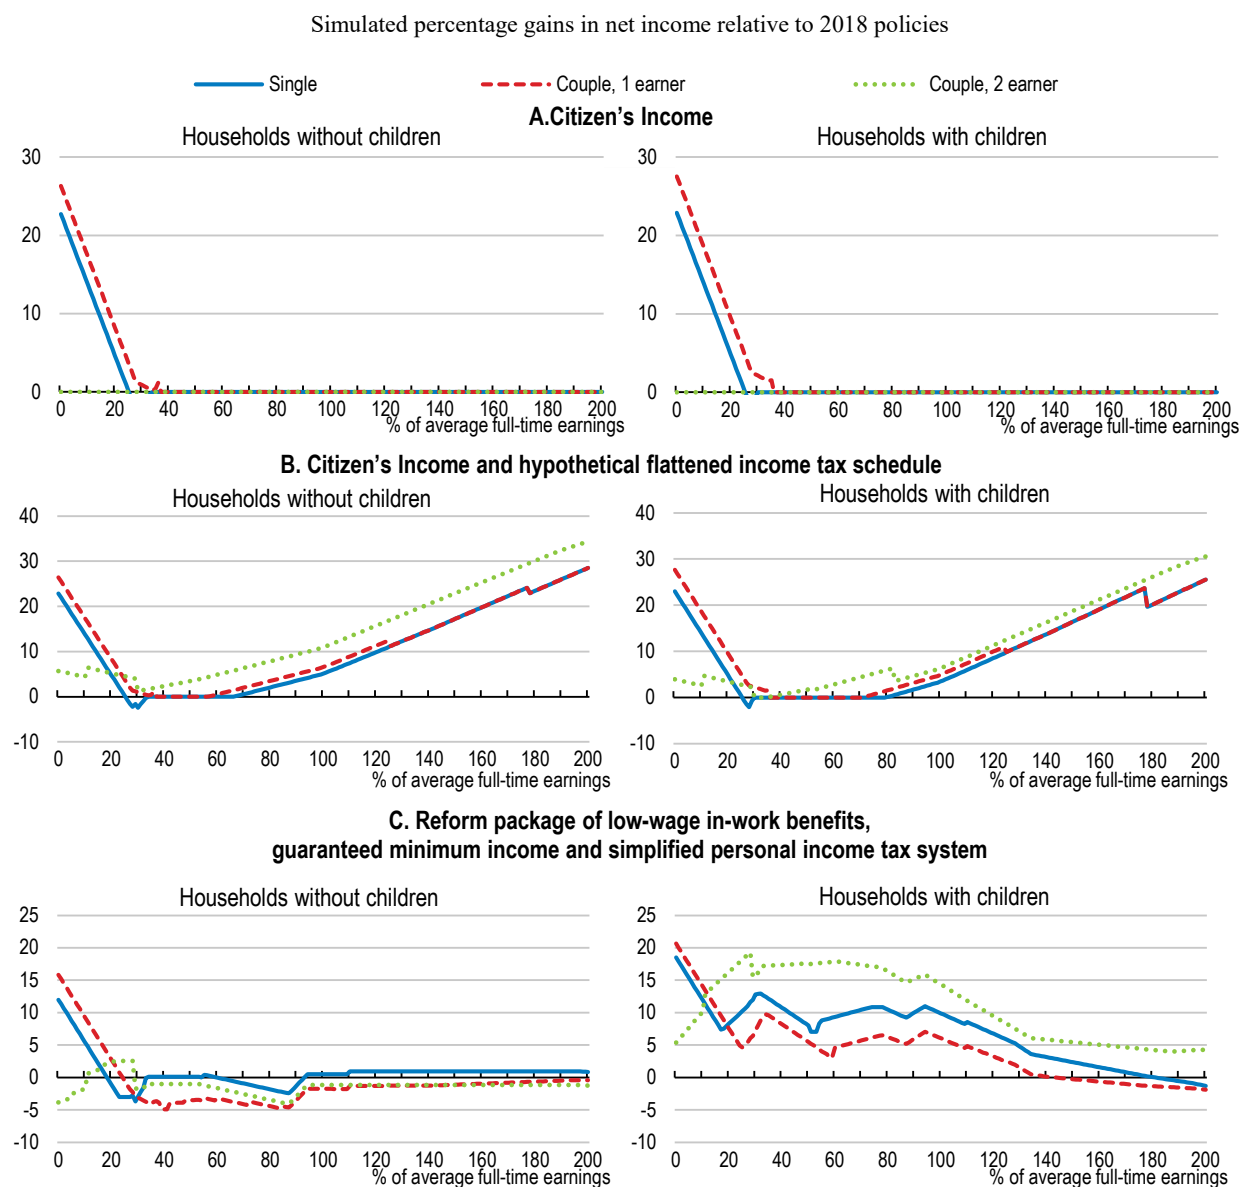 Simulated percentage gains in net income relative to 2018 policies
Single Couple, 1 earner Couple, 2 earner
A.Citizen's Income
Households without children Households with children
30
20
10
0
0 20 40 60 80 100 120 140 160 180 200
% of average full-time earnings
30
20
10
0
0 20 40 60 80 100 120 140 160 180 200
% of average full-time earnings
B. Citizen's Income and hypothetical flattened income tax schedule
Households without children Households with children
40
30
20
10
0
-10
0 20 40 60 80 100 120 140 160 180 200
% of average full-time earnings
40
30
20
10
0
-10
0 20 40 60 80 100 120 140 160 180 200
% of average full-time earnings
C. Reform package of low-wage in-work benefits,
guaranteed minimum income and simplified personal income tax system
Households without children Households with children
25
20
15
10
5
0
-5
-10
0 20 40 60 80 100 120 140 160 180 200
% of average full-time earnings
25
20
15
10
5
0
-5
-10
0 20 40 60 80 100 120 140 160 180 200
% of average full-time earnings